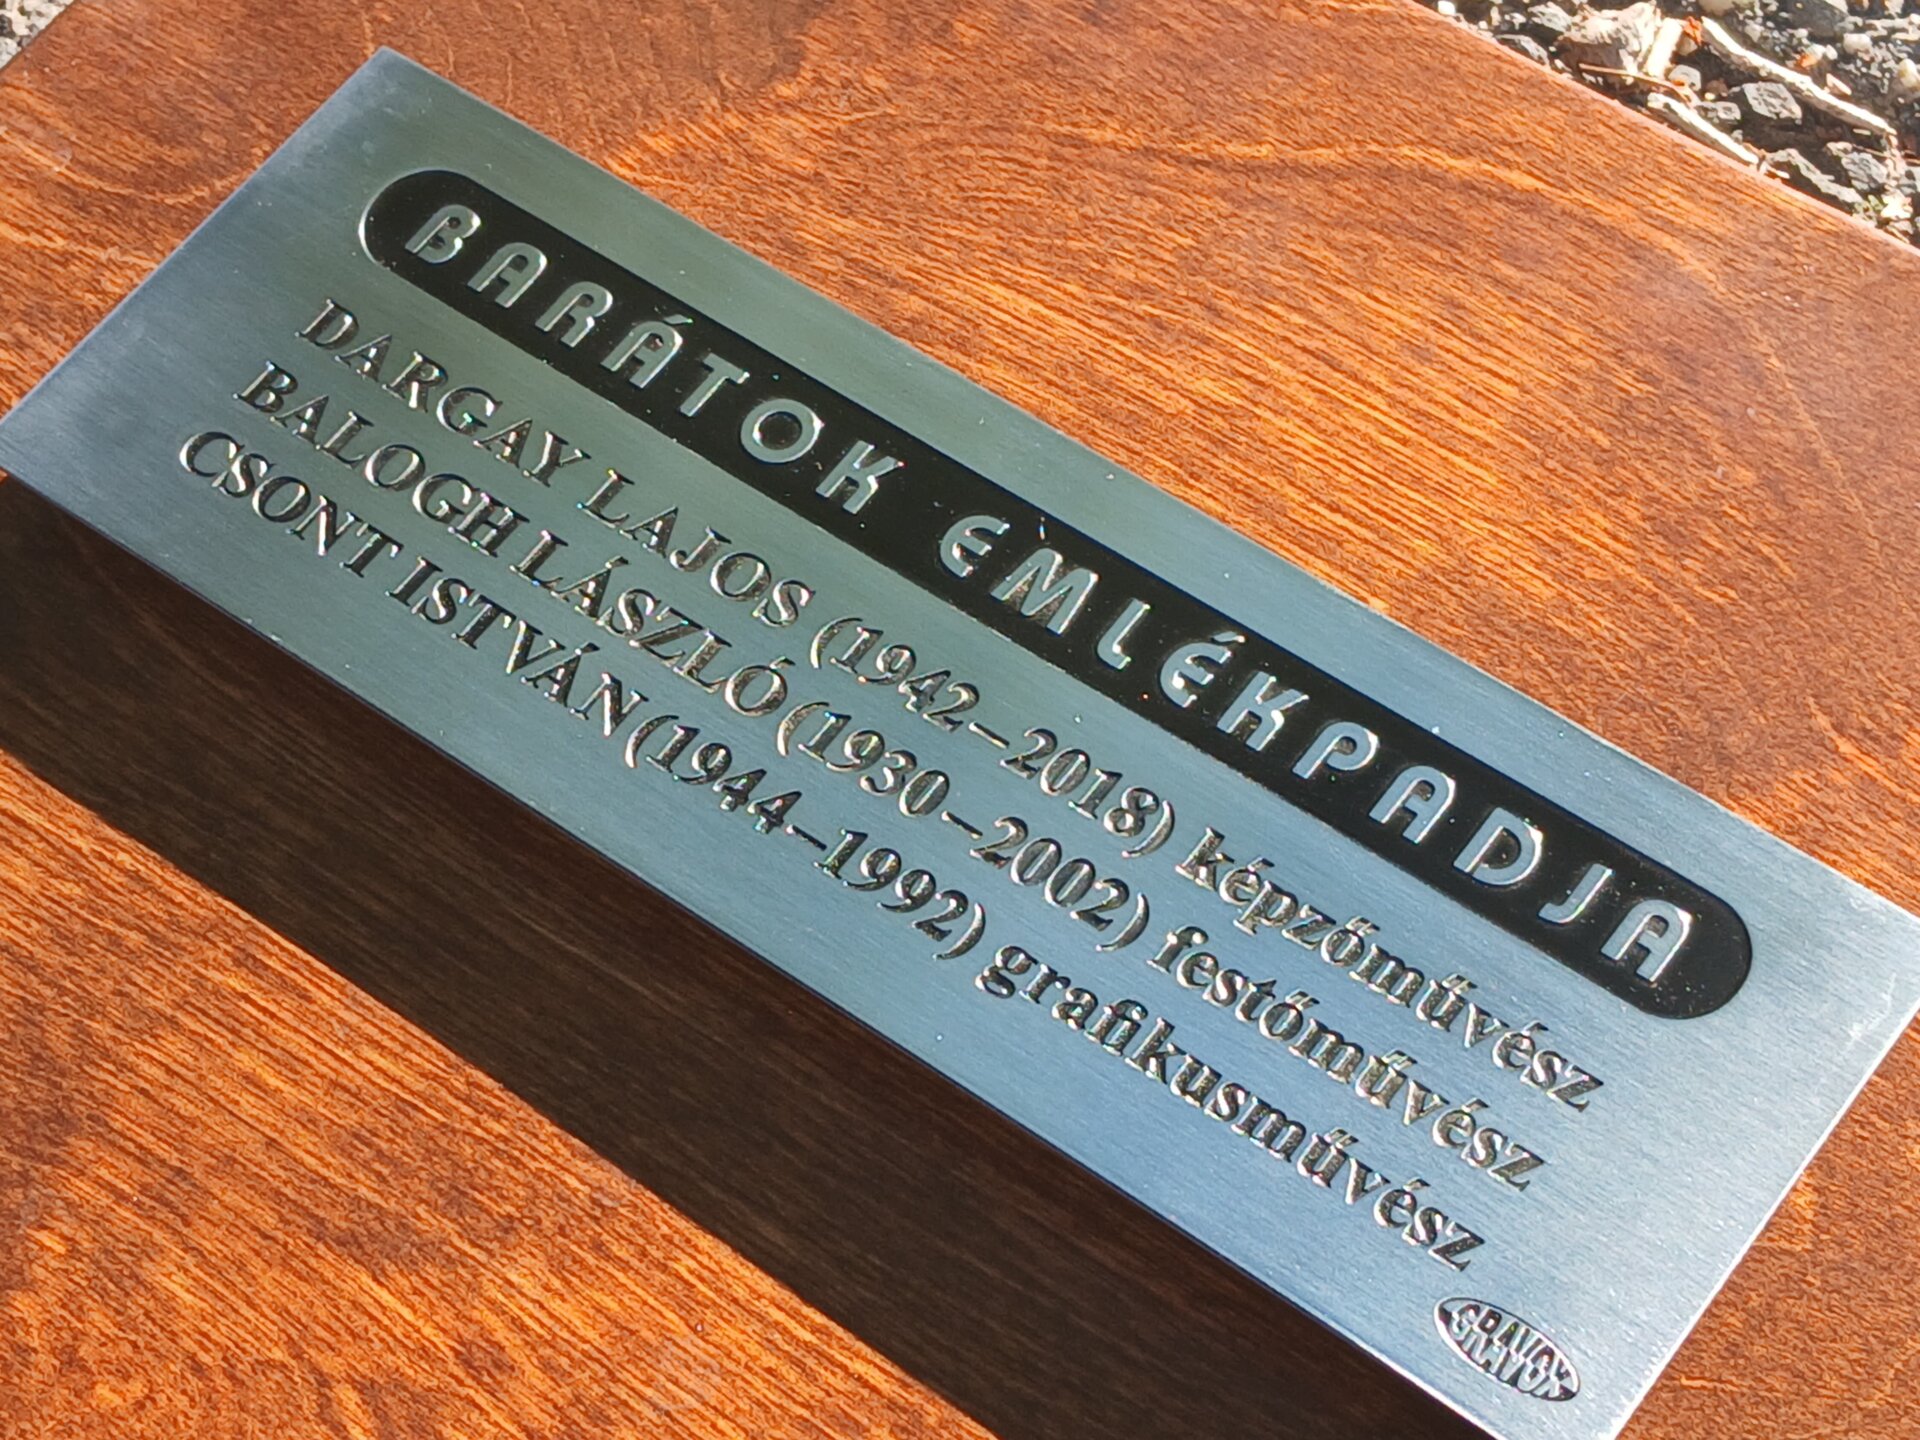 BARÁTOK EMLÉKPADJA
DARGAY LAJOS (1942–2018) képzőművész
BALOGH LÁSZLÓ (1930–2002) festőművész
CSONT ISTVÁN (1944–1992) grafikusművész
GRAVOX